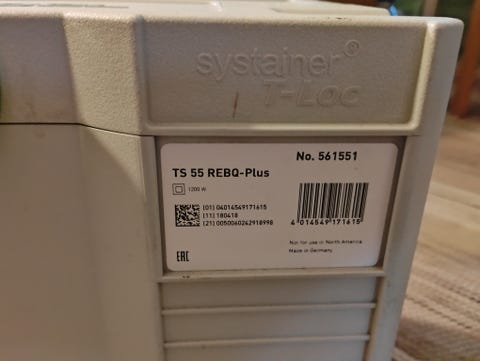 systainer®
T-LOC
No. 561551
TS 55 REBQ-Plus
1200 W
(01) 04014549171615
(11) 180418
(21) 0050060242918998
4 014549 171615
Not for use in North America
Made in Germany
EAC